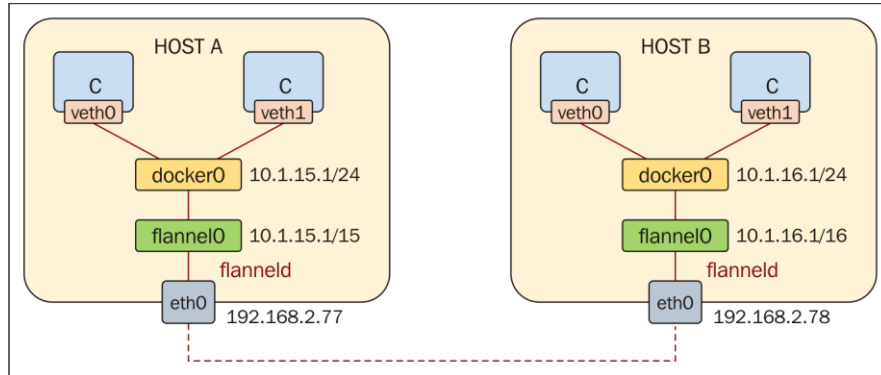 HOST A
C
C
veth0
veth1
docker0 10.1.15.1/24
flannel0 10.1.15.1/15
flanneld
eth0
192.168.2.77
HOST B
C
C
veth0
veth1
docker0 10.1.16.1/24
flannel0 10.1.16.1/16
flanneld
eth0
192.168.2.78